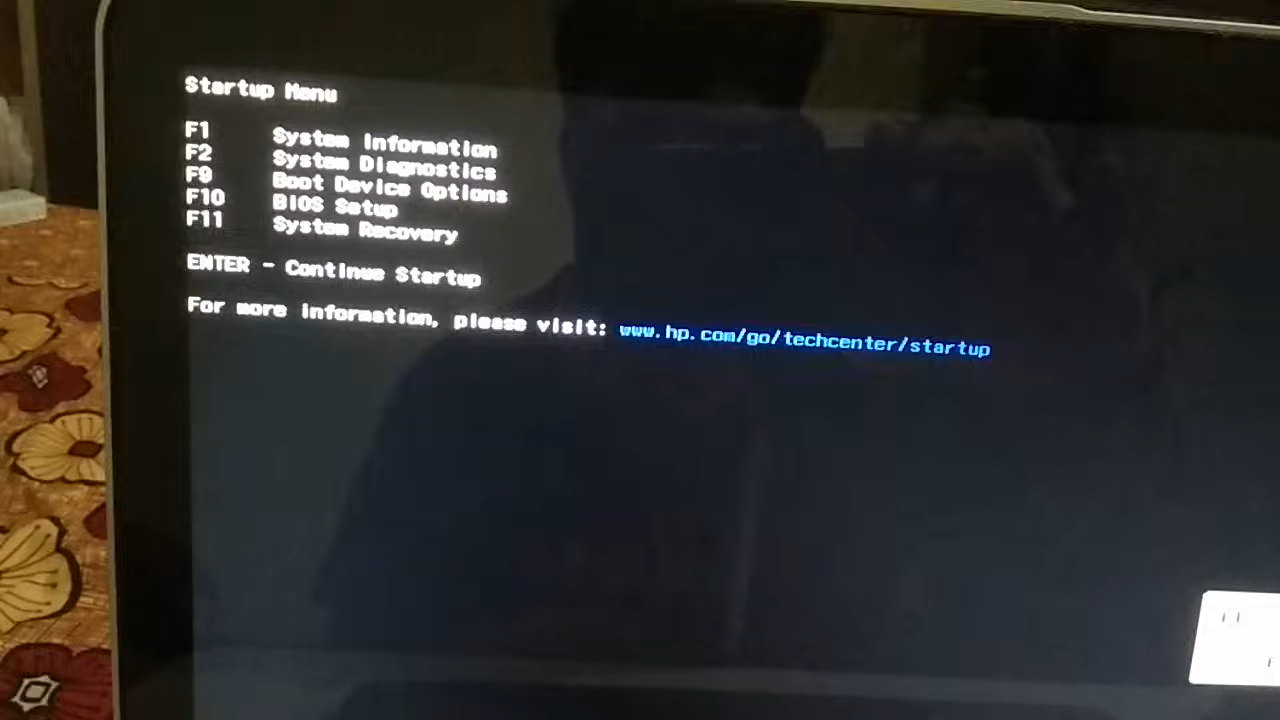 Startup Menu
F1 System Information
F2 System Diagnostics
F9 Boot Device Options
F10 BIOS Setup
F11 System Recovery
ENTER - Continue Startup
For more information, please visit: www.hp.com/go/techcenter/startup